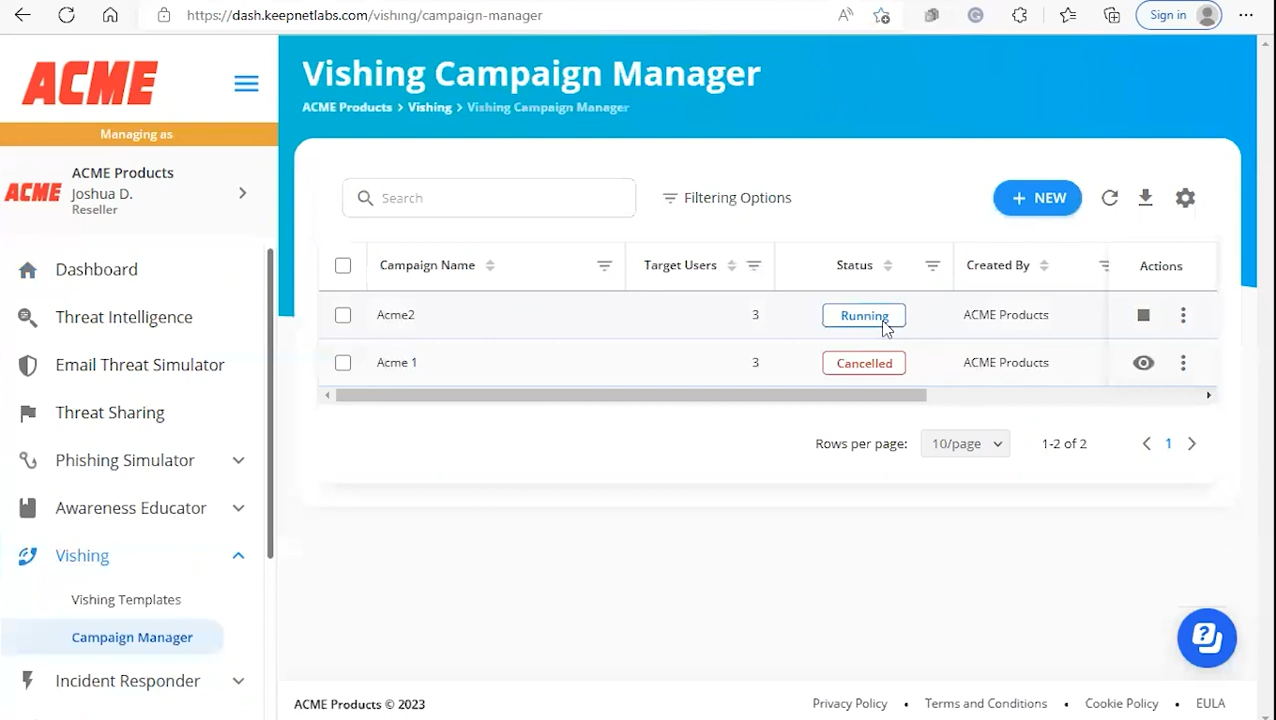 https://dash.keepnetlabs.com/vishing/campaign-manager
Sign in
ACME
Managing as
ACME
ACME Products
Joshua D.
Reseller
Dashboard
Threat Intelligence
Email Threat Simulator
Threat Sharing
Phishing Simulator
Awareness Educator
Vishing
Vishing Templates
Campaign Manager
Incident Responder
Vishing Campaign Manager
ACME Products > Vishing > Vishing Campaign Manager
Search
Filtering Options
+ NEW
Campaign Name Target Users Status Created By Actions
Acme2 3 Running ACME Products
Acme 1 3 Cancelled ACME Products
Rows per page: 10/page 1-2 of 2 < 1 >
ACME Products © 2023 Privacy Policy • Terms and Conditions • Cookie Policy • EULA